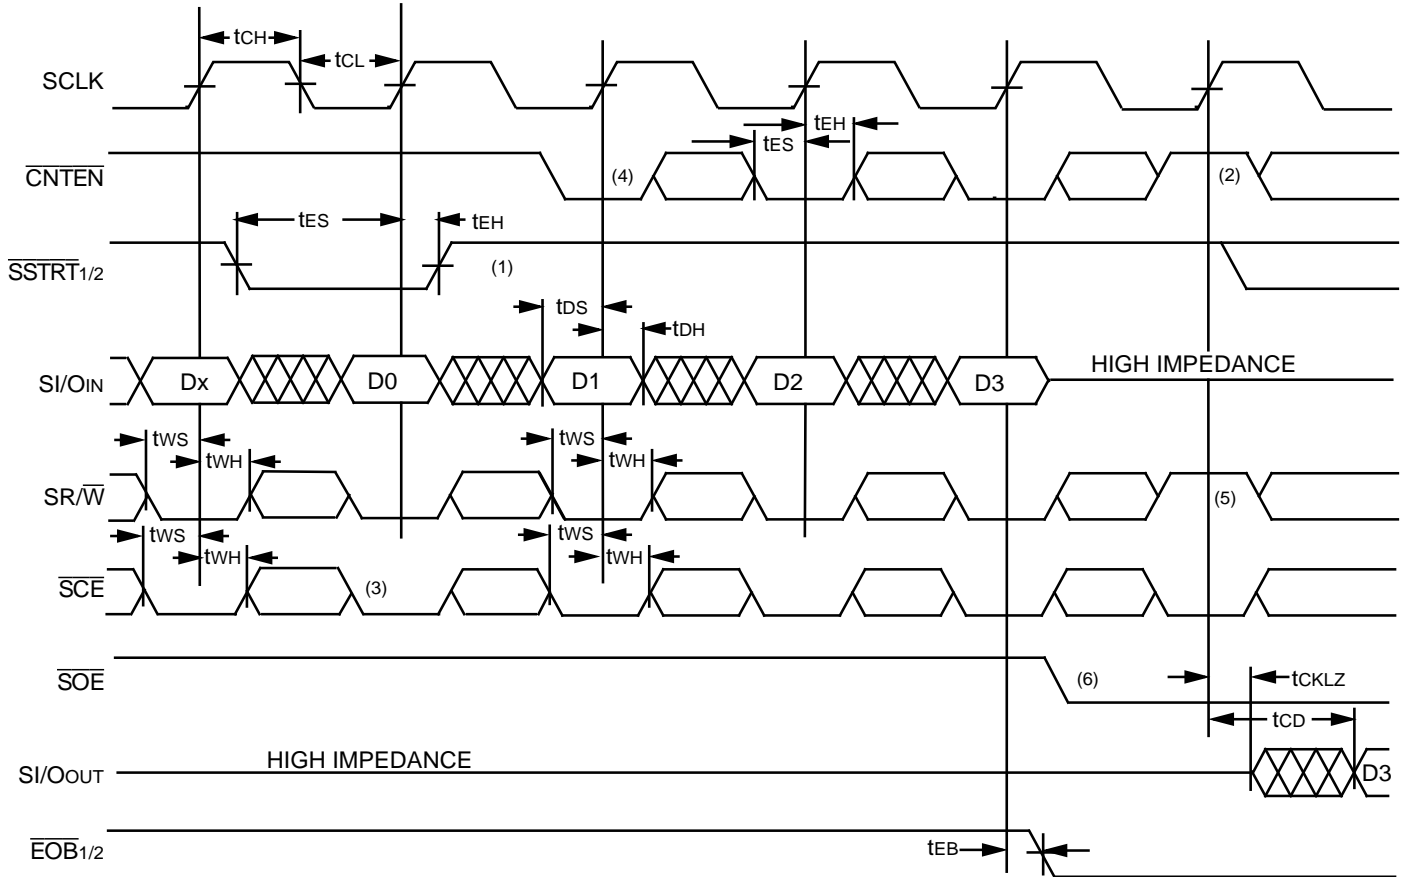 tCH
tCL
SCLK
tEH
tES
CNTEN
(4)
(2)
tES
tEH
SSTRT1/2
(1)
tDS
tDH
SI/OIN
Dx
D0
D1
D2
D3
HIGH IMPEDANCE
tWS
tWH
tWS
tWH
SR/W
(5)
tWS
tWH
tWS
tWH
SCE
(3)
SOE
(6)
tCKLZ
tCD
HIGH IMPEDANCE
SI/OOUT
D3
EOB1/2
tEB